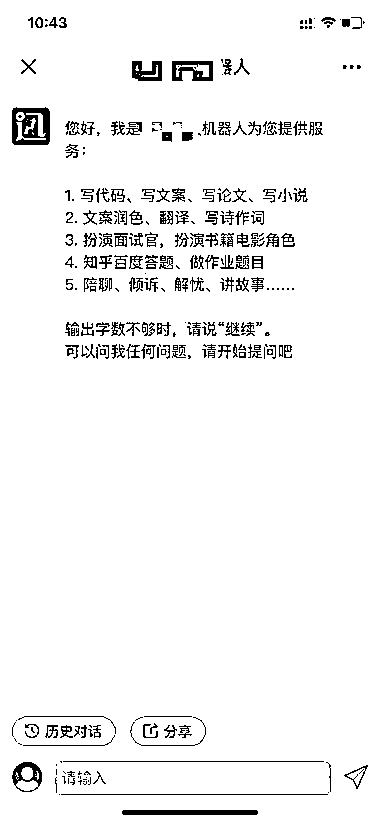 10:43
器人
您好，我是
机器人为您提供服
务：
1. 写代码、写文案、写论文、写小说
2. 文案润色、翻译、写诗作词
3. 扮演面试官，扮演书籍电影角色
4. 知乎百度答题、做作业题目
5. 陪聊、倾诉、解忧、讲故事......
输出字数不够时，请说“继续”。
可以问我任何问题，请开始提问吧
历史对话
分享
请输入